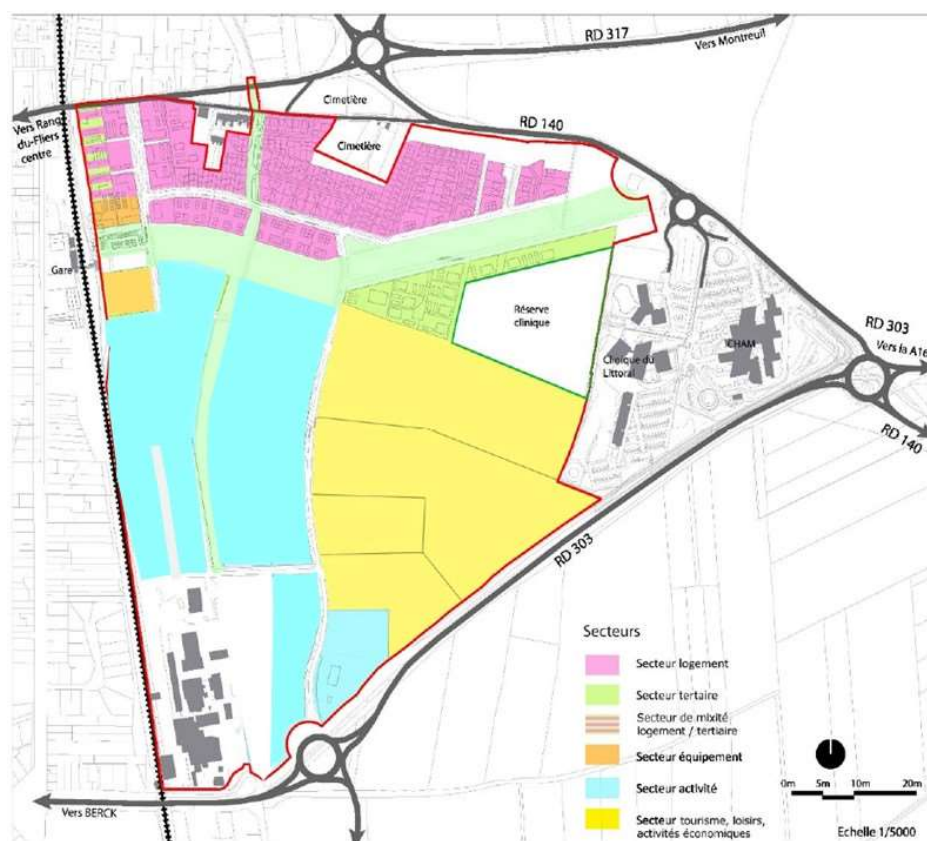 RD 317
Vers Montreuil
Cimetière
RD 140
Vers Rang
du-Fliers
centre
Cimetière
Gare
Réserve
clinique
Clinique du
Littoral
CHAM
RD 303
Vers la A16
RD 140
RD 303
Secteurs
Secteur logement
Secteur tertaire
Secteur de mixité
logement / tertiaire
Secteur équipement
Secteur activité
Secteur tourisme, loisirs,
activités économiques
0m 5m 10m 20m
Echelle 1/5000
Vers BERCK